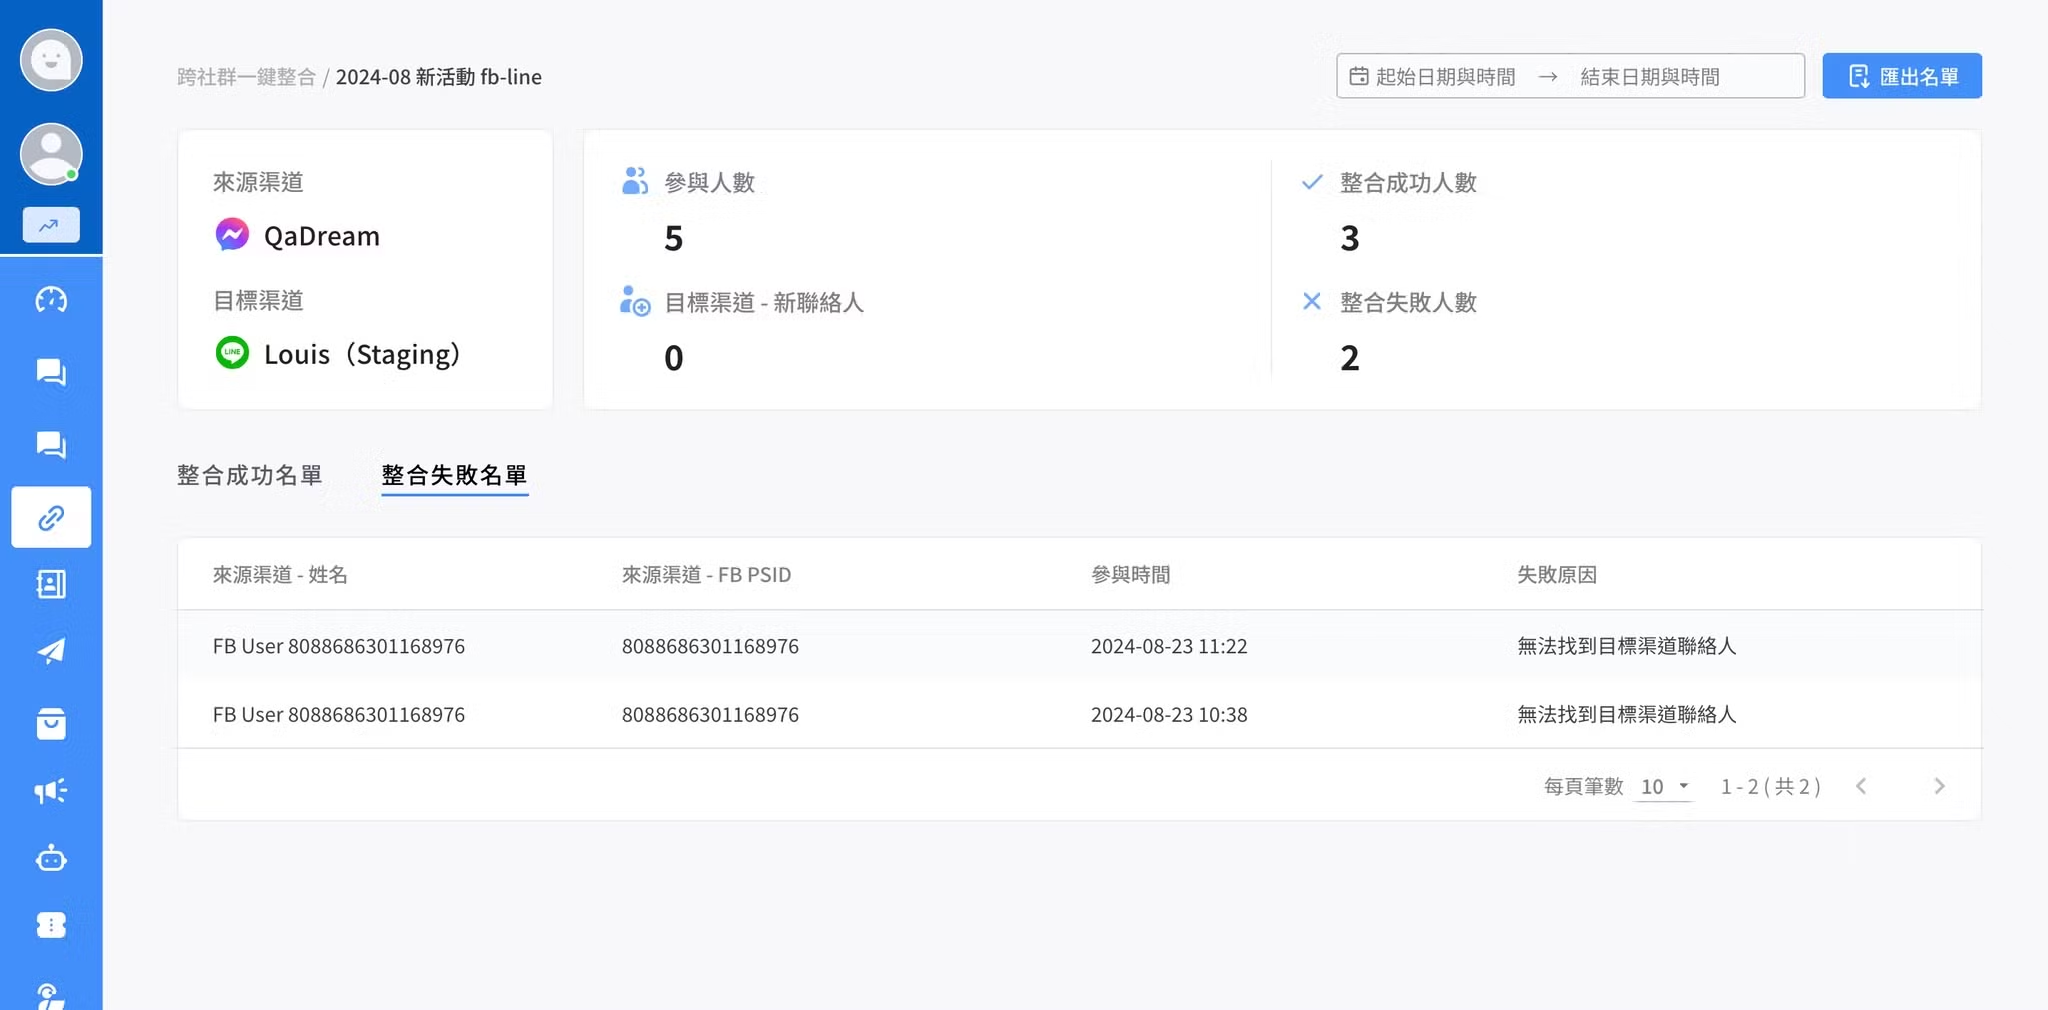 跨社群一鍵整合 / 2024-08 新活動 fb-line
起始日期與時間 → 結束日期與時間
匯出名單
來源渠道
QaDream
目標渠道
LINE
Louis（Staging）
參與人數
5
目標渠道 - 新聯絡人
0
整合成功人數
3
整合失敗人數
2
整合成功名單 整合失敗名單
來源渠道 - 姓名 來源渠道 - FB PSID 參與時間 失敗原因
FB User 8088686301168976 8088686301168976 2024-08-23 11:22 無法找到目標渠道聯絡人
FB User 8088686301168976 8088686301168976 2024-08-23 10:38 無法找到目標渠道聯絡人
每頁筆數 10 1 - 2 ( 共 2 )